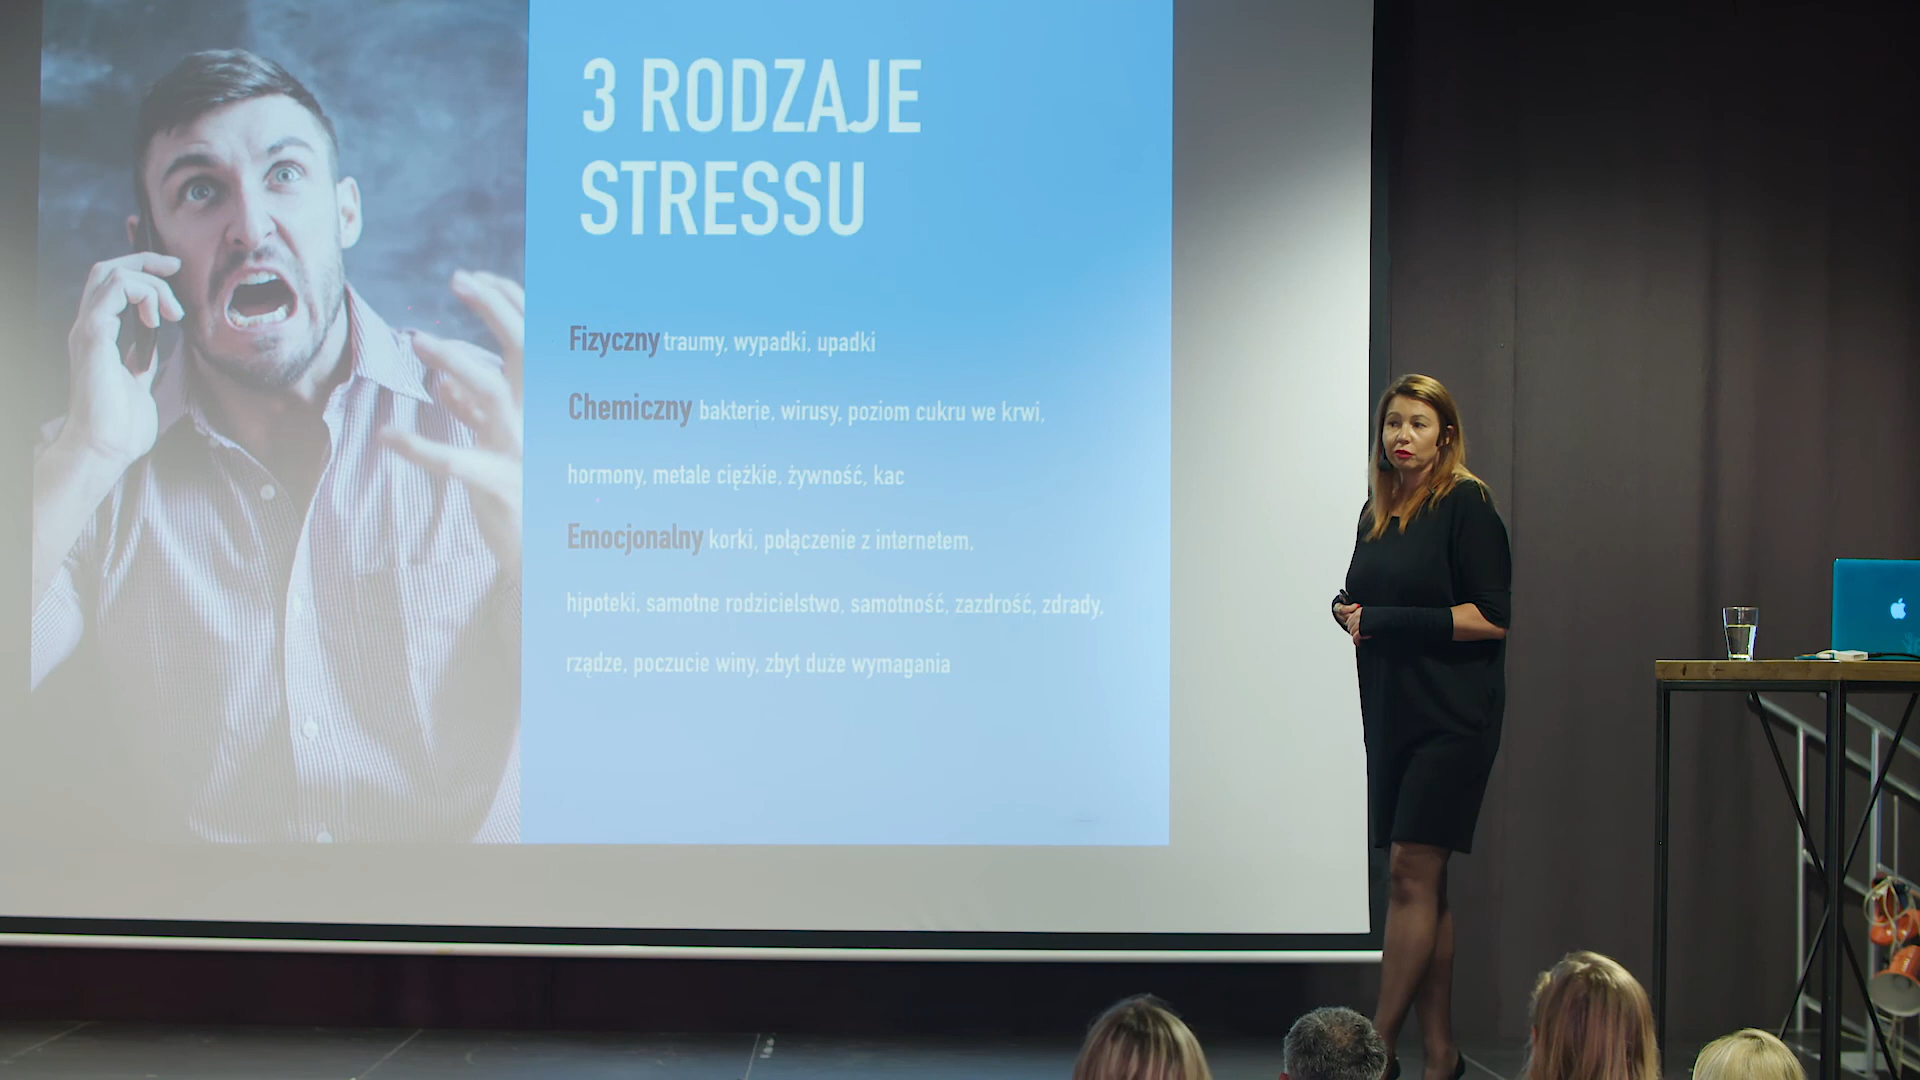 3 RODZAJE
STRESSU
Fizyczny traumy, wypadki, upadki
Chemiczny bakterie, wirusy, poziom cukru we krwi,
hormony, metale ciężkie, żywność, kac
Emocjonalny korki, połączenie z internetem,
hipoteki, samotne rodzicielstwo, samotność, zazdrość, zdrady,
rządze, poczucie winy, zbyt duże wymagania